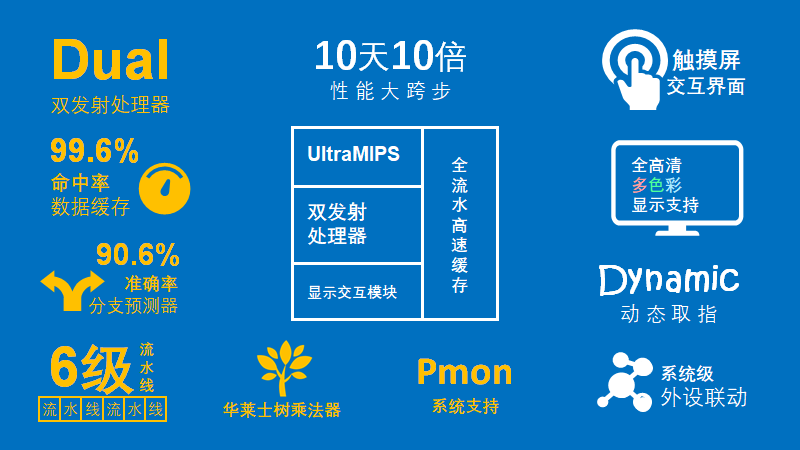 Dual
双发射处理器
99.6%
命中率
数据缓存
90.6%
准确率
分支预测器
6级
流水线
流水线流水线
10天10倍
性能大跨步
UltraMIPS
双发射
处理器
显示交互模块
全流水高速缓存
华莱士树乘法器
Pmon
系统支持
触摸屏
交互界面
全高清
多色彩
显示支持
Dynamic
动态取指
系统级
外设联动